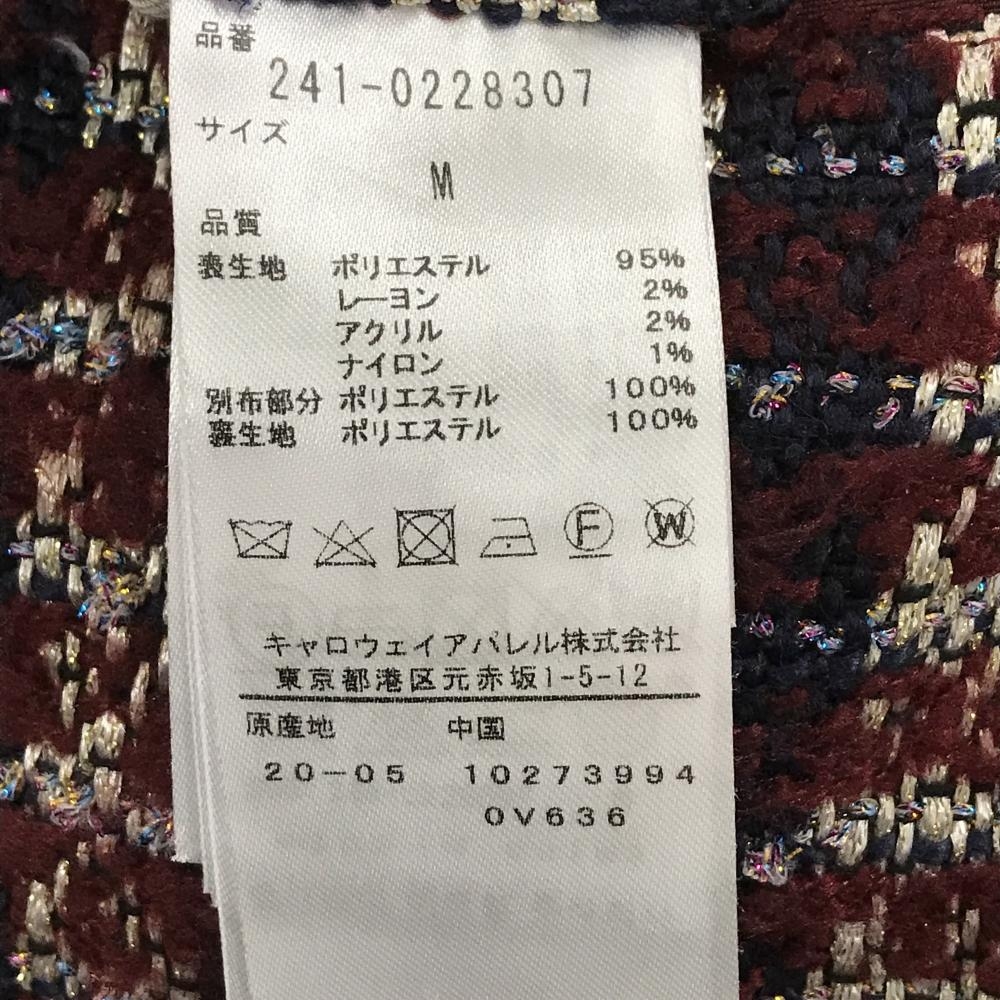 品番
241-0228307
サイズ
M
品質
表生地 ポリエステル 95%
レーヨン 2%
アクリル 2%
ナイロン 1%
別布部分 ポリエステル 100%
裏生地 ポリエステル 100%
F W
キャロウェイアパレル株式会社
東京都港区元赤坂1-5-12
原産地 中国
20-05 10273994
0V636